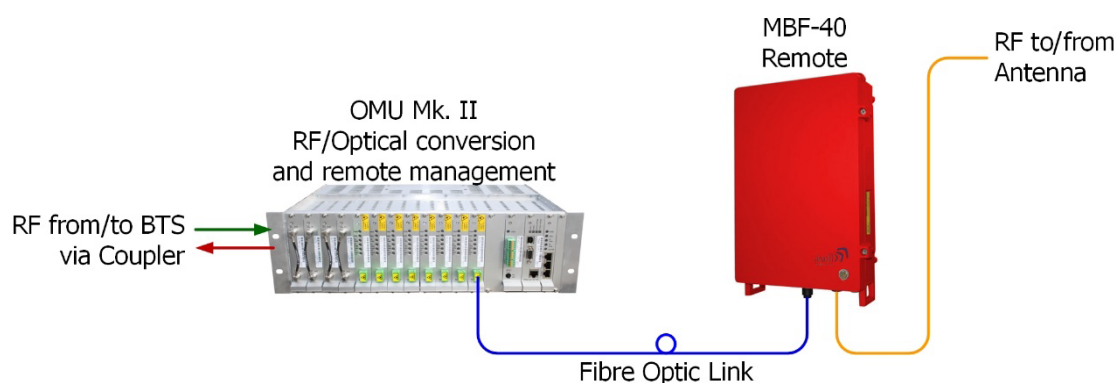 MBF-40
Remote
RF to/from
Antenna
OMU Mk. II
RF/Optical conversion
and remote management
RF from/to BTS
via Coupler
Fibre Optic Link